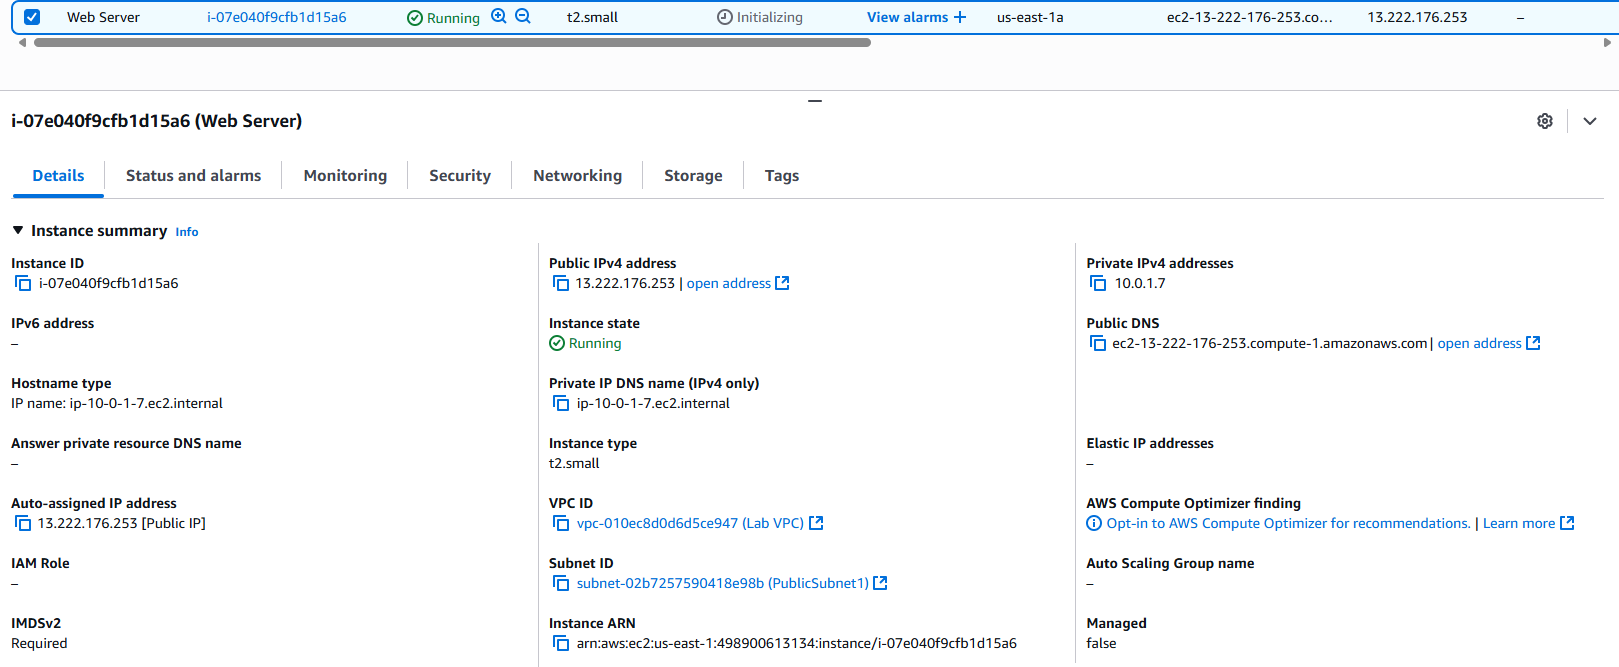 Web Server i-07e040f9cfb1d15a6 Running t2.small Initializing View alarms + us-east-1a ec2-13-222-176-253.co... 13.222.176.253 –
i-07e040f9cfb1d15a6 (Web Server)
Details Status and alarms Monitoring Security Networking Storage Tags
Instance summary Info
Instance ID
i-07e040f9cfb1d15a6
Public IPv4 address
13.222.176.253 | open address
Private IPv4 addresses
10.0.1.7
IPv6 address
–
Instance state
Running
Public DNS
ec2-13-222-176-253.compute-1.amazonaws.com | open address
Hostname type
IP name: ip-10-0-1-7.ec2.internal
Private IP DNS name (IPv4 only)
ip-10-0-1-7.ec2.internal
Answer private resource DNS name
–
Instance type
t2.small
Elastic IP addresses
–
Auto-assigned IP address
13.222.176.253 [Public IP]
VPC ID
vpc-010ec8d0d6d5ce947 (Lab VPC)
AWS Compute Optimizer finding
Opt-in to AWS Compute Optimizer for recommendations. | Learn more
IAM Role
–
Subnet ID
subnet-02b7257590418e98b (PublicSubnet1)
Auto Scaling Group name
–
IMDSv2
Required
Instance ARN
arn:aws:ec2:us-east-1:498900613134:instance/i-07e040f9cfb1d15a6
Managed
false